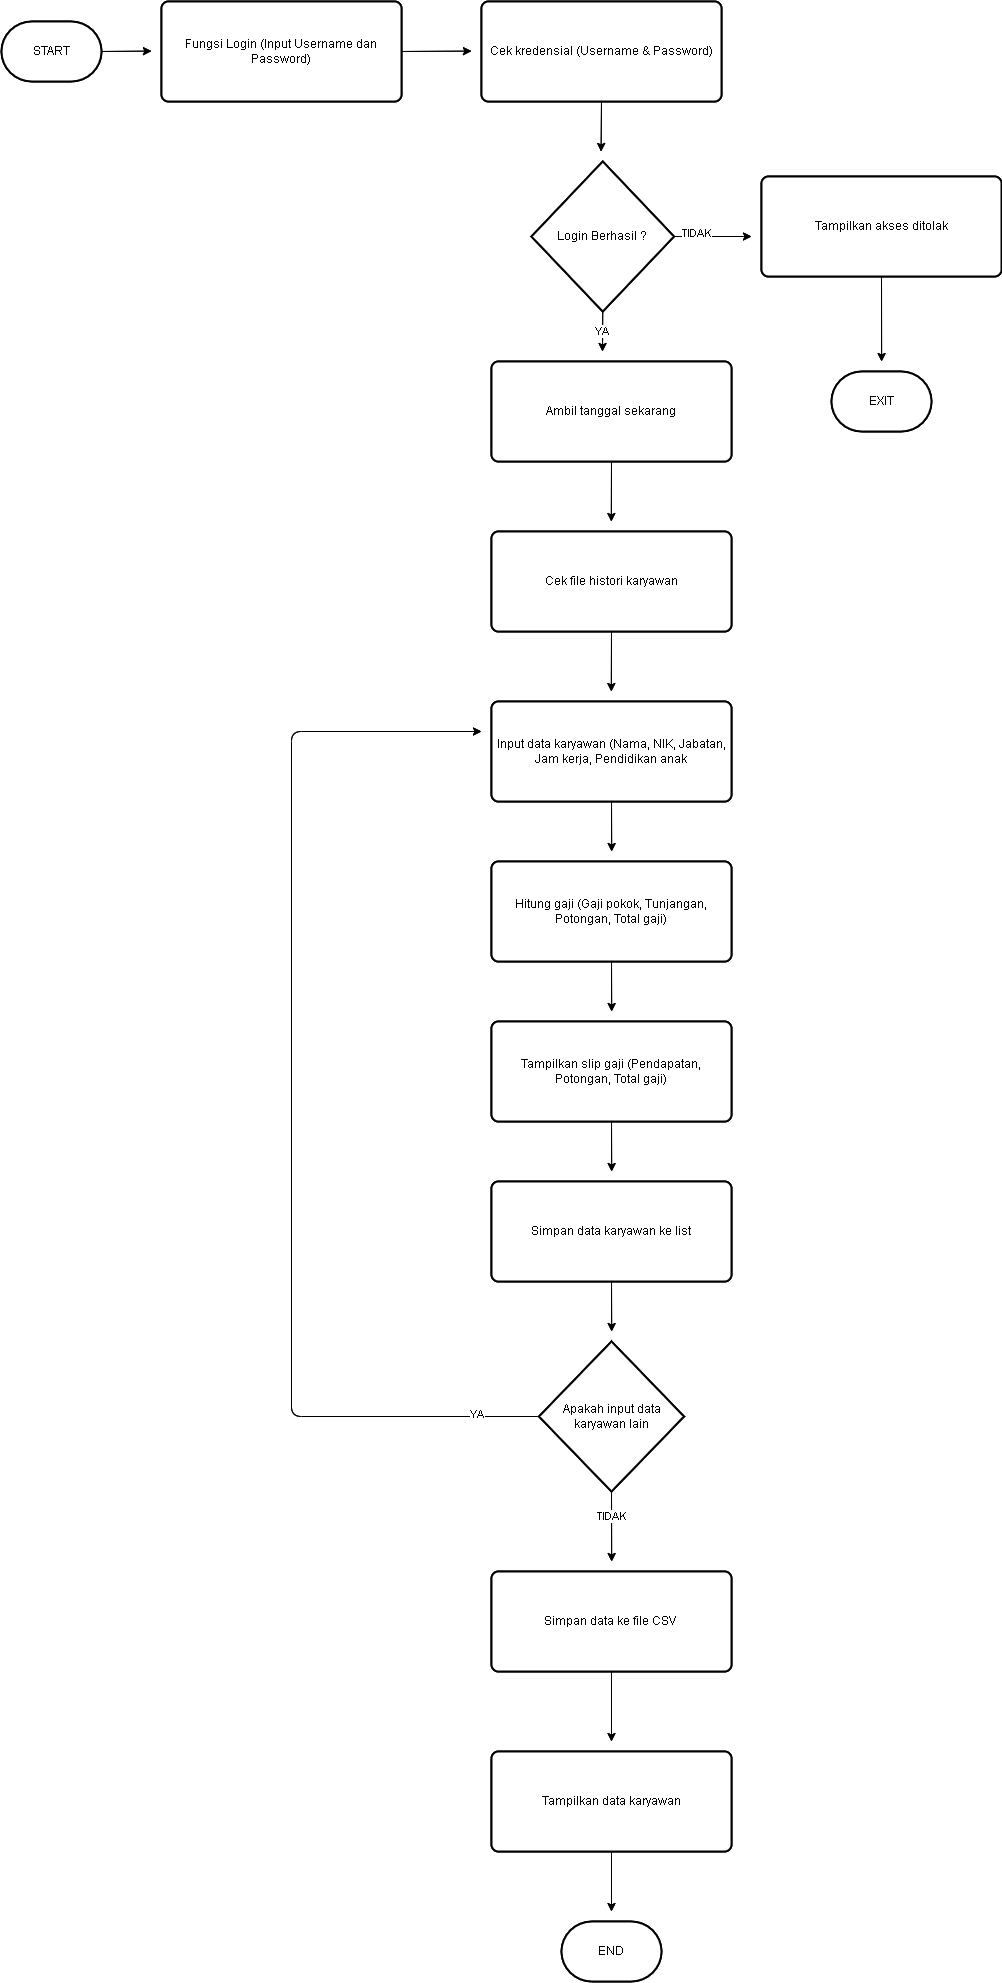 START
Fungsi Login (Input Username dan
Password)
Cek kredensial (Username & Password)
Login Berhasil ?
TIDAK
Tampilkan akses ditolak
EXIT
YA
Ambil tanggal sekarang
Cek file histori karyawan
Input data karyawan (Nama, NIK, Jabatan,
Jam kerja, Pendidikan anak
Hitung gaji (Gaji pokok, Tunjangan,
Potongan, Total gaji)
Tampilkan slip gaji (Pendapatan,
Potongan, Total gaji)
Simpan data karyawan ke list
Apakah input data
karyawan lain
YA
TIDAK
Simpan data ke file CSV
Tampilkan data karyawan
END